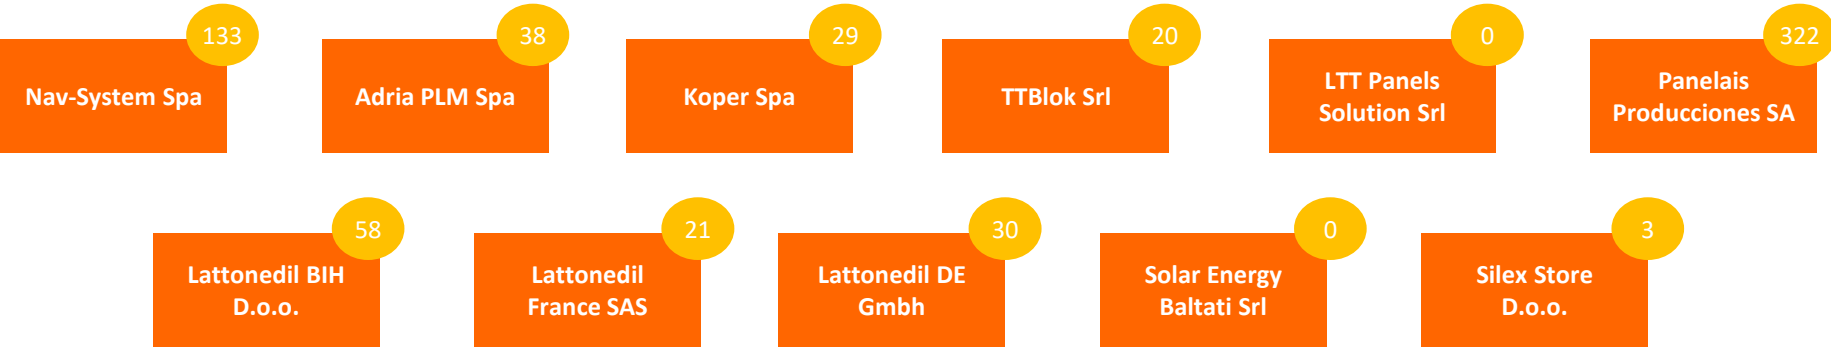 133
Nav-System Spa
38
Adria PLM Spa
29
Koper Spa
20
TTBlok Srl
0
LTT Panels
Solution Srl
322
Panelais
Producciones SA
58
Lattonedil BIH
D.o.o.
21
Lattonedil
France SAS
30
Lattonedil DE
Gmbh
0
Solar Energy
Baltati Srl
3
Silex Store
D.o.o.